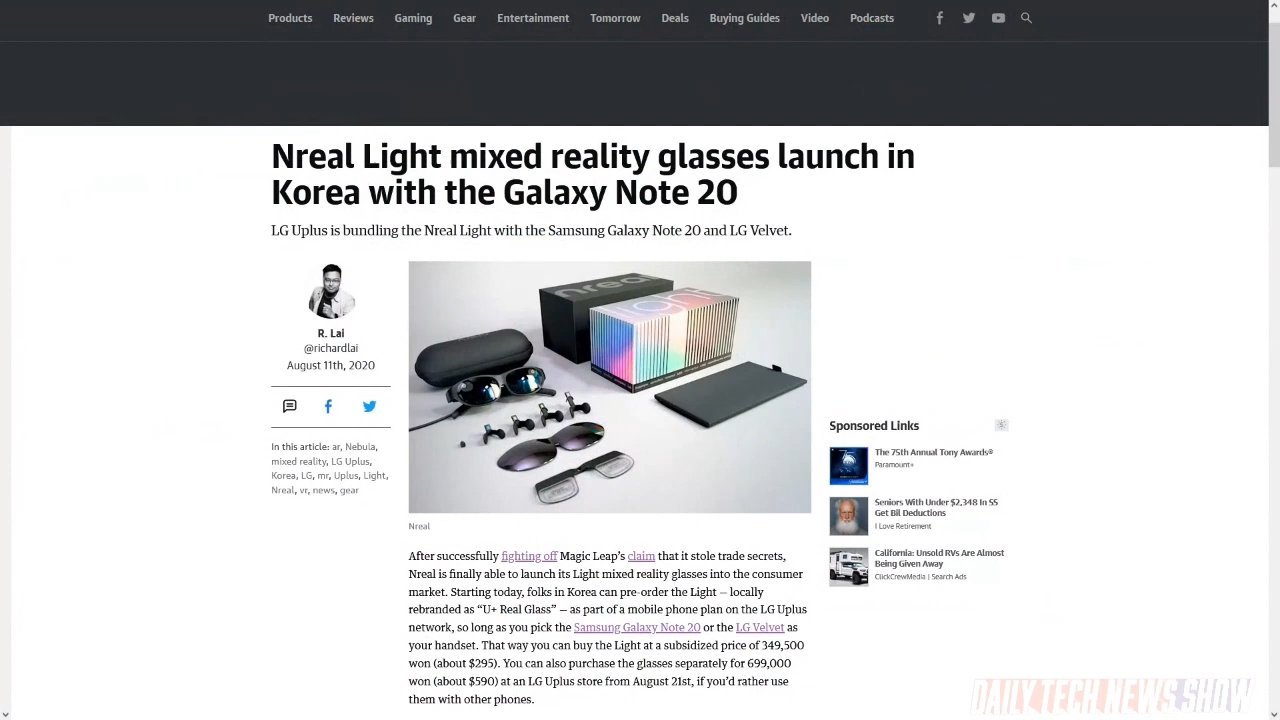 Products Reviews Gaming Gear Entertainment Tomorrow Deals Buying Guides Video Podcasts
Nreal Light mixed reality glasses launch in
Korea with the Galaxy Note 20
LG Uplus is bundling the Nreal Light with the Samsung Galaxy Note 20 and LG Velvet.
R. Lai
@richardlai
August 11th, 2020
In this article: ar, Nebula,
mixed reality, LG Uplus,
Korea, LG, mr, Uplus, Light,
Nreal, vr, news, gear
nreal
light
Nreal
After successfully fighting off Magic Leap's claim that it stole trade secrets,
Nreal is finally able to launch its Light mixed reality glasses into the consumer
market. Starting today, folks in Korea can pre-order the Light — locally
rebranded as “U+ Real Glass” — as part of a mobile phone plan on the LG Uplus
network, so long as you pick the Samsung Galaxy Note 20 or the LG Velvet as
your handset. That way you can buy the Light at a subsidized price of 349,500
won (about $295). You can also purchase the glasses separately for 699,000
won (about $590) at an LG Uplus store from August 21st, if you'd rather use
them with other phones.
Sponsored Links
The 75th Annual Tony Awards®
Paramount+
Seniors With Under $2,348 In SS
Get Bil Deductions
I Love Retirement
California: Unsold RVs Are Almost
Being Given Away
ClickCrewMedia | Search Ads
DAILY TECH NEWS SHOW